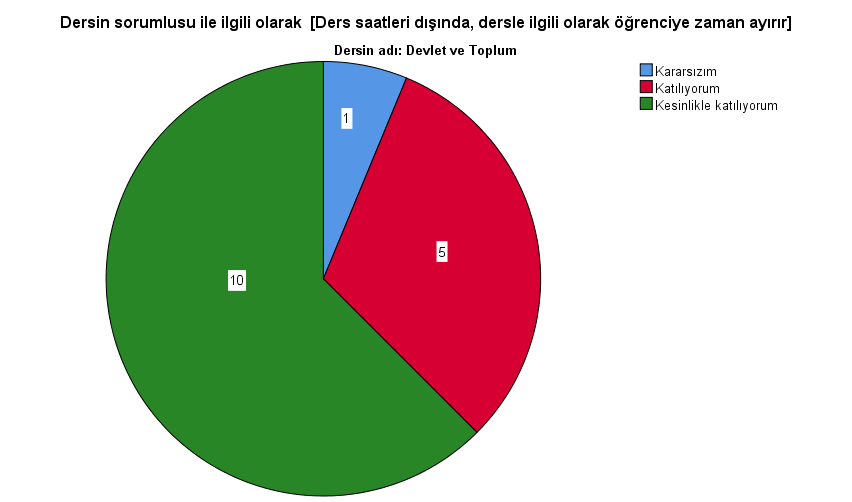 Dersin sorumlusu ile ilgili olarak [Ders saatleri dışında, dersle ilgili olarak öğrenciye zaman ayırır]
Dersin adı: Devlet ve Toplum
Kararsızım
Katılıyorum
Kesinlikle katılıyorum
1
5
10